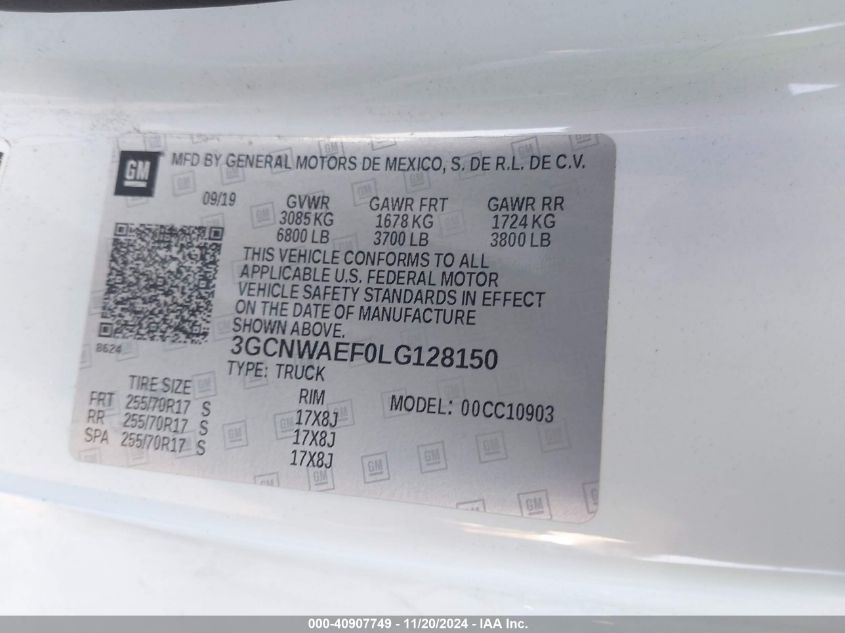 GM MFD BY GENERAL MOTORS DE MEXICO, S. DE R.L. DE C.V.
09/19 GVWR GAWR FRT GAWR RR
3085 KG 1678 KG 1724 KG
6800 LB 3700 LB 3800 LB
THIS VEHICLE CONFORMS TO ALL
APPLICABLE U.S. FEDERAL MOTOR
VEHICLE SAFETY STANDARDS IN EFFECT
ON THE DATE OF MANUFACTURE
SHOWN ABOVE.
8624
3GCNWAEF0LG128150
TYPE: TRUCK
TIRE SIZE RIM MODEL: 00CC10903
FRT 255/70R17 S 17X8J
RR 255/70R17 S 17X8J
SPA 255/70R17 S 17X8J
000-40907749 - 11/20/2024 - IAA Inc.